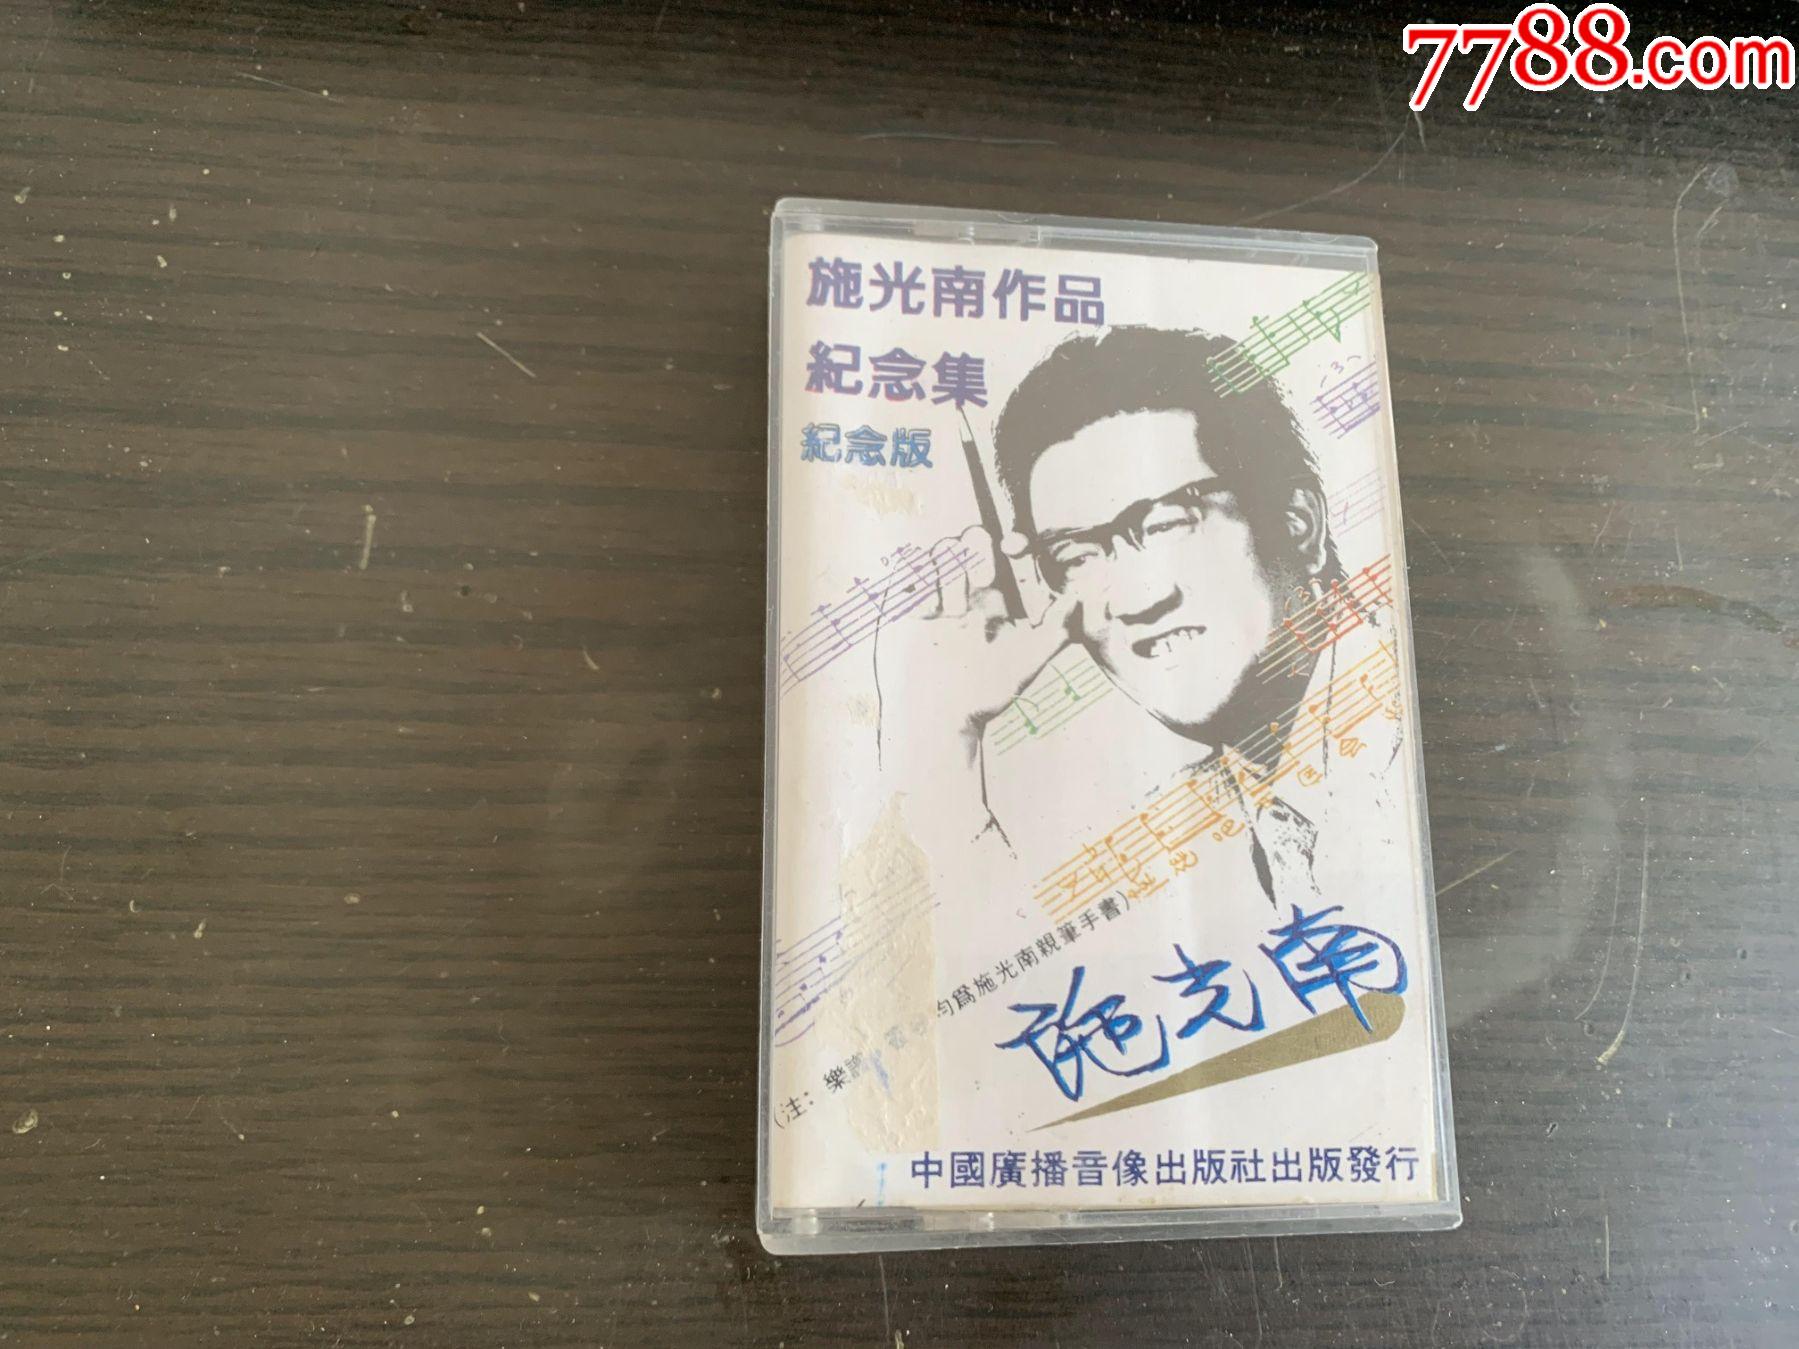 7788.com
施光南作品
紀念集
紀念版
(注: 樂譜 均爲施光南親筆手書)
施光南
中國廣播音像出版社出版發行